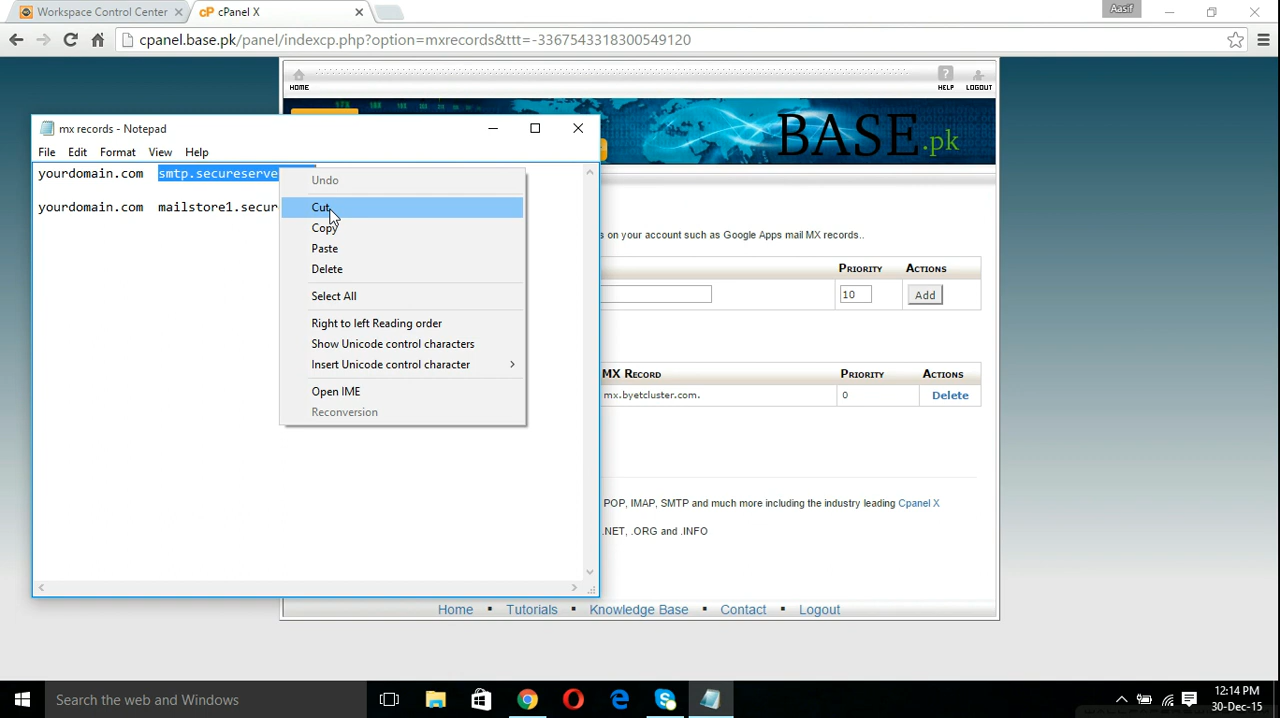 Workspace Control Center
cPanel X
Aasif
cpanel.base.pk/panel/indexcp.php?option=mxrecords&ttt=-3367543318300549120
HOME
HELP
LOGOUT
BASE.pk
mx records - Notepad
File Edit Format View Help
yourdomain.com smtp.secureserve
yourdomain.com mailstore1.secur
Undo
Cut
Copy
Paste
Delete
Select All
Right to left Reading order
Show Unicode control characters
Insert Unicode control character
Open IME
Reconversion
s on your account such as Google Apps mail MX records..
PRIORITY ACTIONS
10 Add
MX RECORD PRIORITY ACTIONS
mx.byetcluster.com. 0 Delete
POP, IMAP, SMTP and much more including the industry leading Cpanel X
.NET, .ORG and .INFO
Home ▪ Tutorials ▪ Knowledge Base ▪ Contact ▪ Logout
Search the web and Windows
12:14 PM
30-Dec-15